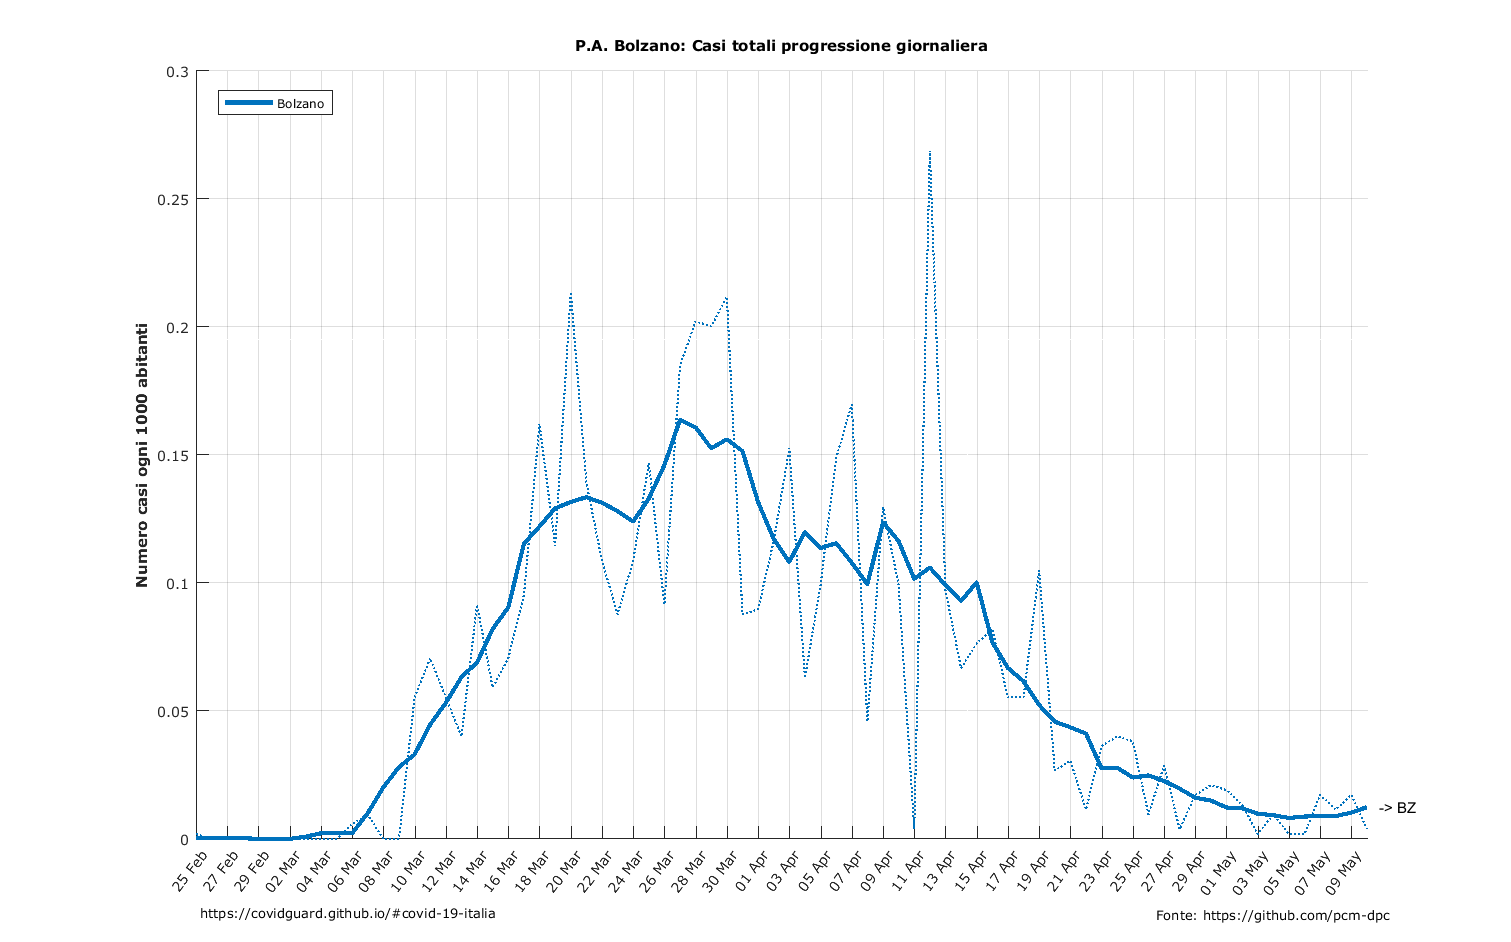 P.A. Bolzano: Casi totali progressione giornaliera
Bolzano
Numero casi ogni 1000 abitanti
0.3
0.25
0.2
0.15
0.1
0.05
0
-> BZ
25 Feb
27 Feb
29 Feb
02 Mar
04 Mar
06 Mar
08 Mar
10 Mar
12 Mar
14 Mar
16 Mar
18 Mar
20 Mar
22 Mar
24 Mar
26 Mar
28 Mar
30 Mar
01 Apr
03 Apr
05 Apr
07 Apr
09 Apr
11 Apr
13 Apr
15 Apr
17 Apr
19 Apr
21 Apr
23 Apr
25 Apr
27 Apr
29 Apr
01 May
03 May
05 May
07 May
09 May
https://covidguard.github.io/#covid-19-italia
Fonte: https://github.com/pcm-dpc